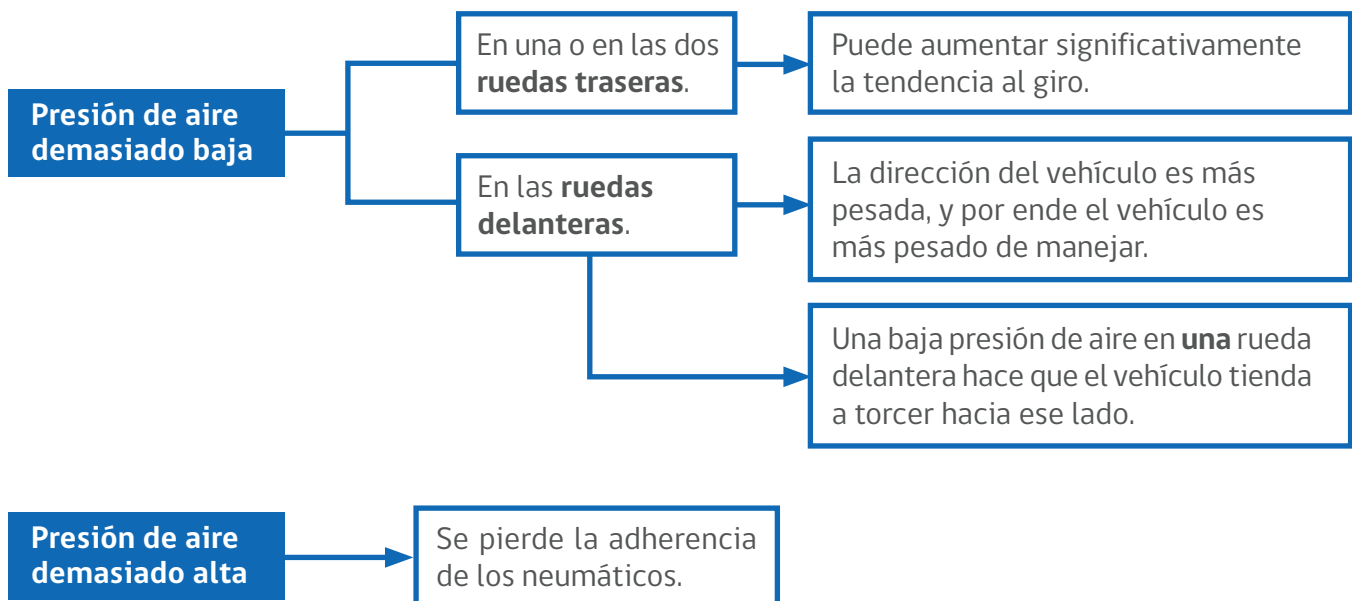 Presión de aire
demasiado baja
En una o en las dos
ruedas traseras.
Puede aumentar significativamente
la tendencia al giro.
En las ruedas
delanteras.
La dirección del vehículo es más
pesada, y por ende el vehículo es
más pesado de manejar.
Una baja presión de aire en una rueda
delantera hace que el vehículo tienda
a torcer hacia ese lado.
Presión de aire
demasiado alta
Se pierde la adherencia
de los neumáticos.